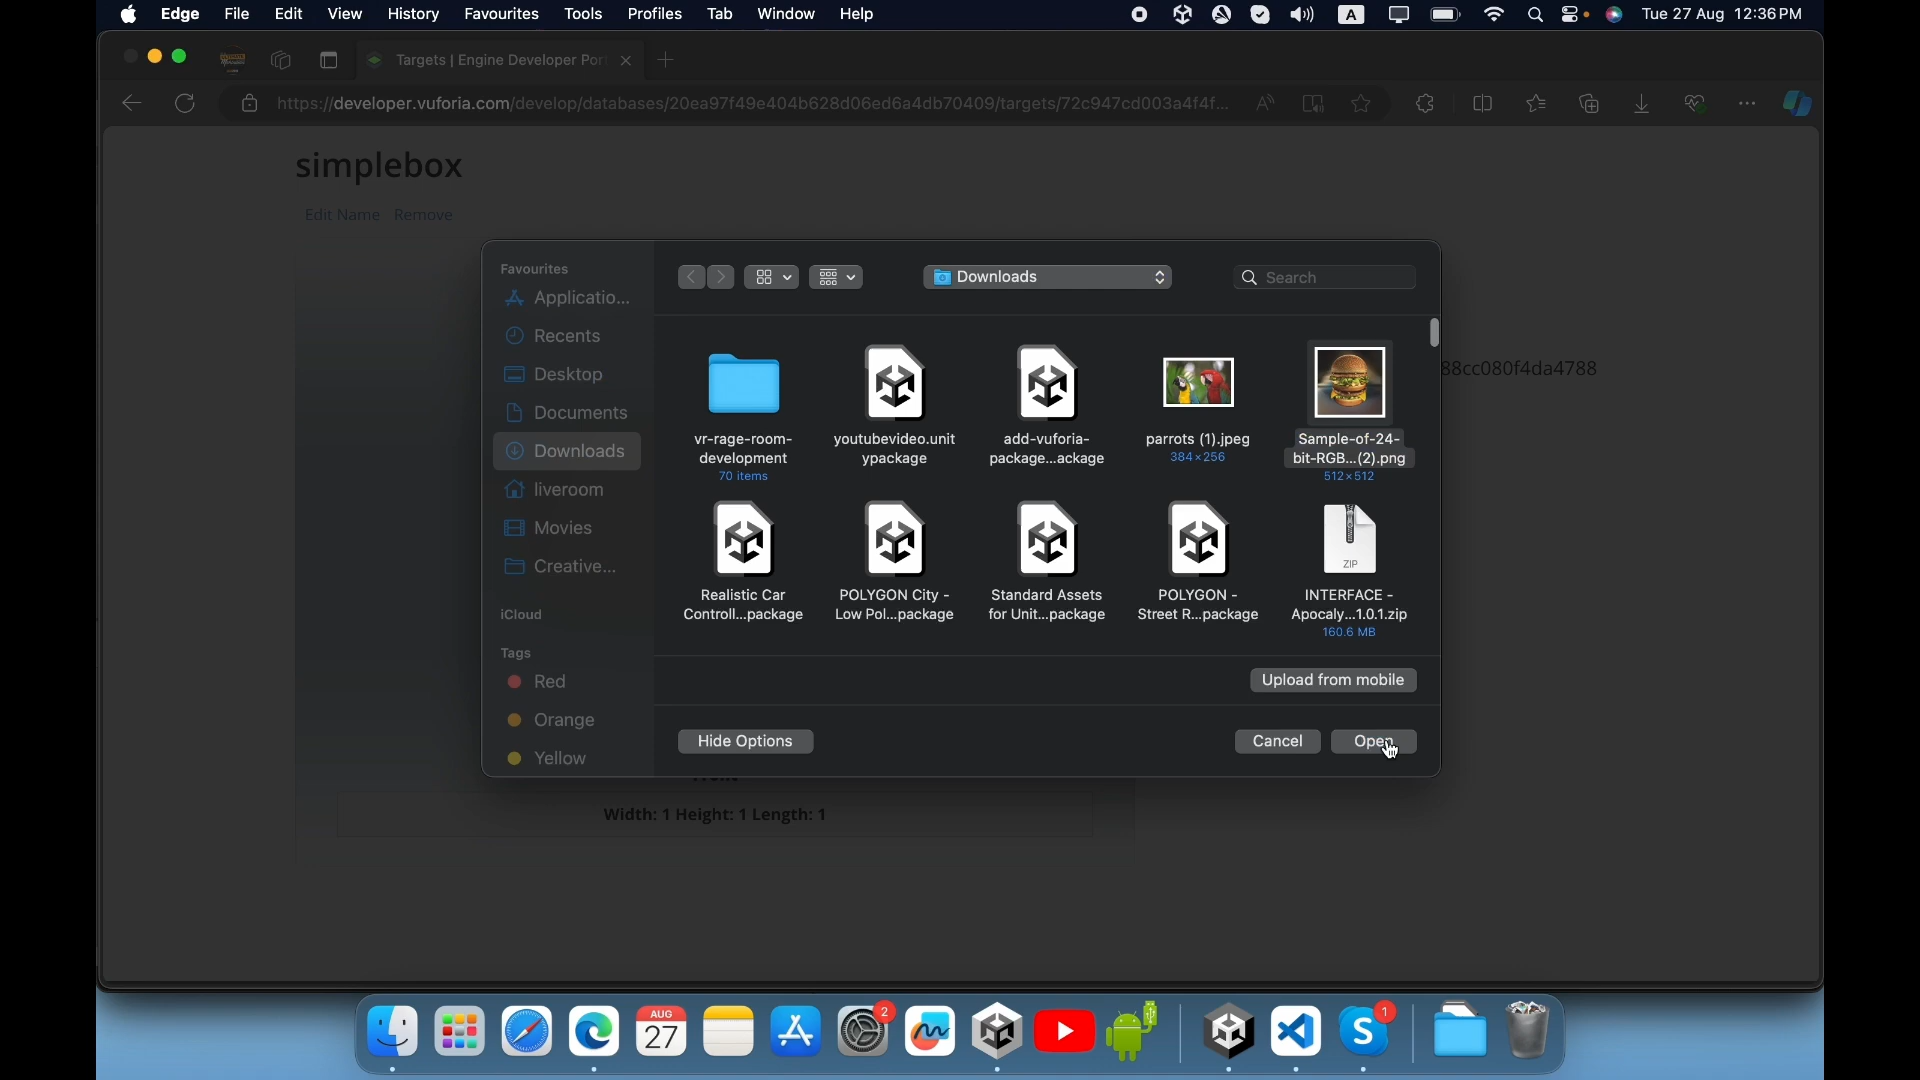 Edge File Edit View History Favourites Tools Profiles Tab Window Help A Tue 27 Aug 12:36 PM
Targets | Engine Developer Por
https://developer.vuforia.com/develop/databases/20ea97f49e404b628d06ed6a4db70409/targets/72c947cd003a4f4f...
simplebox
Edit Name Remove
Favourites
Applicatio...
Recents
Desktop
Documents
Downloads
liveroom
Movies
Creative...
iCloud
Tags
Red
Orange
Yellow
Downloads
Search
vr-rage-room-
development
70 items
youtubevideo.unit
ypackage
add-vuforia-
package...ackage
parrots (1).jpeg
384×256
Sample-of-24-
bit-RGB...(2).png
512×512
Realistic Car
Controll...package
POLYGON City -
Low Pol...package
Standard Assets
for Unit...package
POLYGON -
Street R...package
ZIP
INTERFACE -
Apocaly...1.0.1.zip
160.6 MB
Upload from mobile
Hide Options
Cancel
Open
88cc080f4da4788
Width: 1 Height: 1 Length: 1
AUG
27
2
S
1